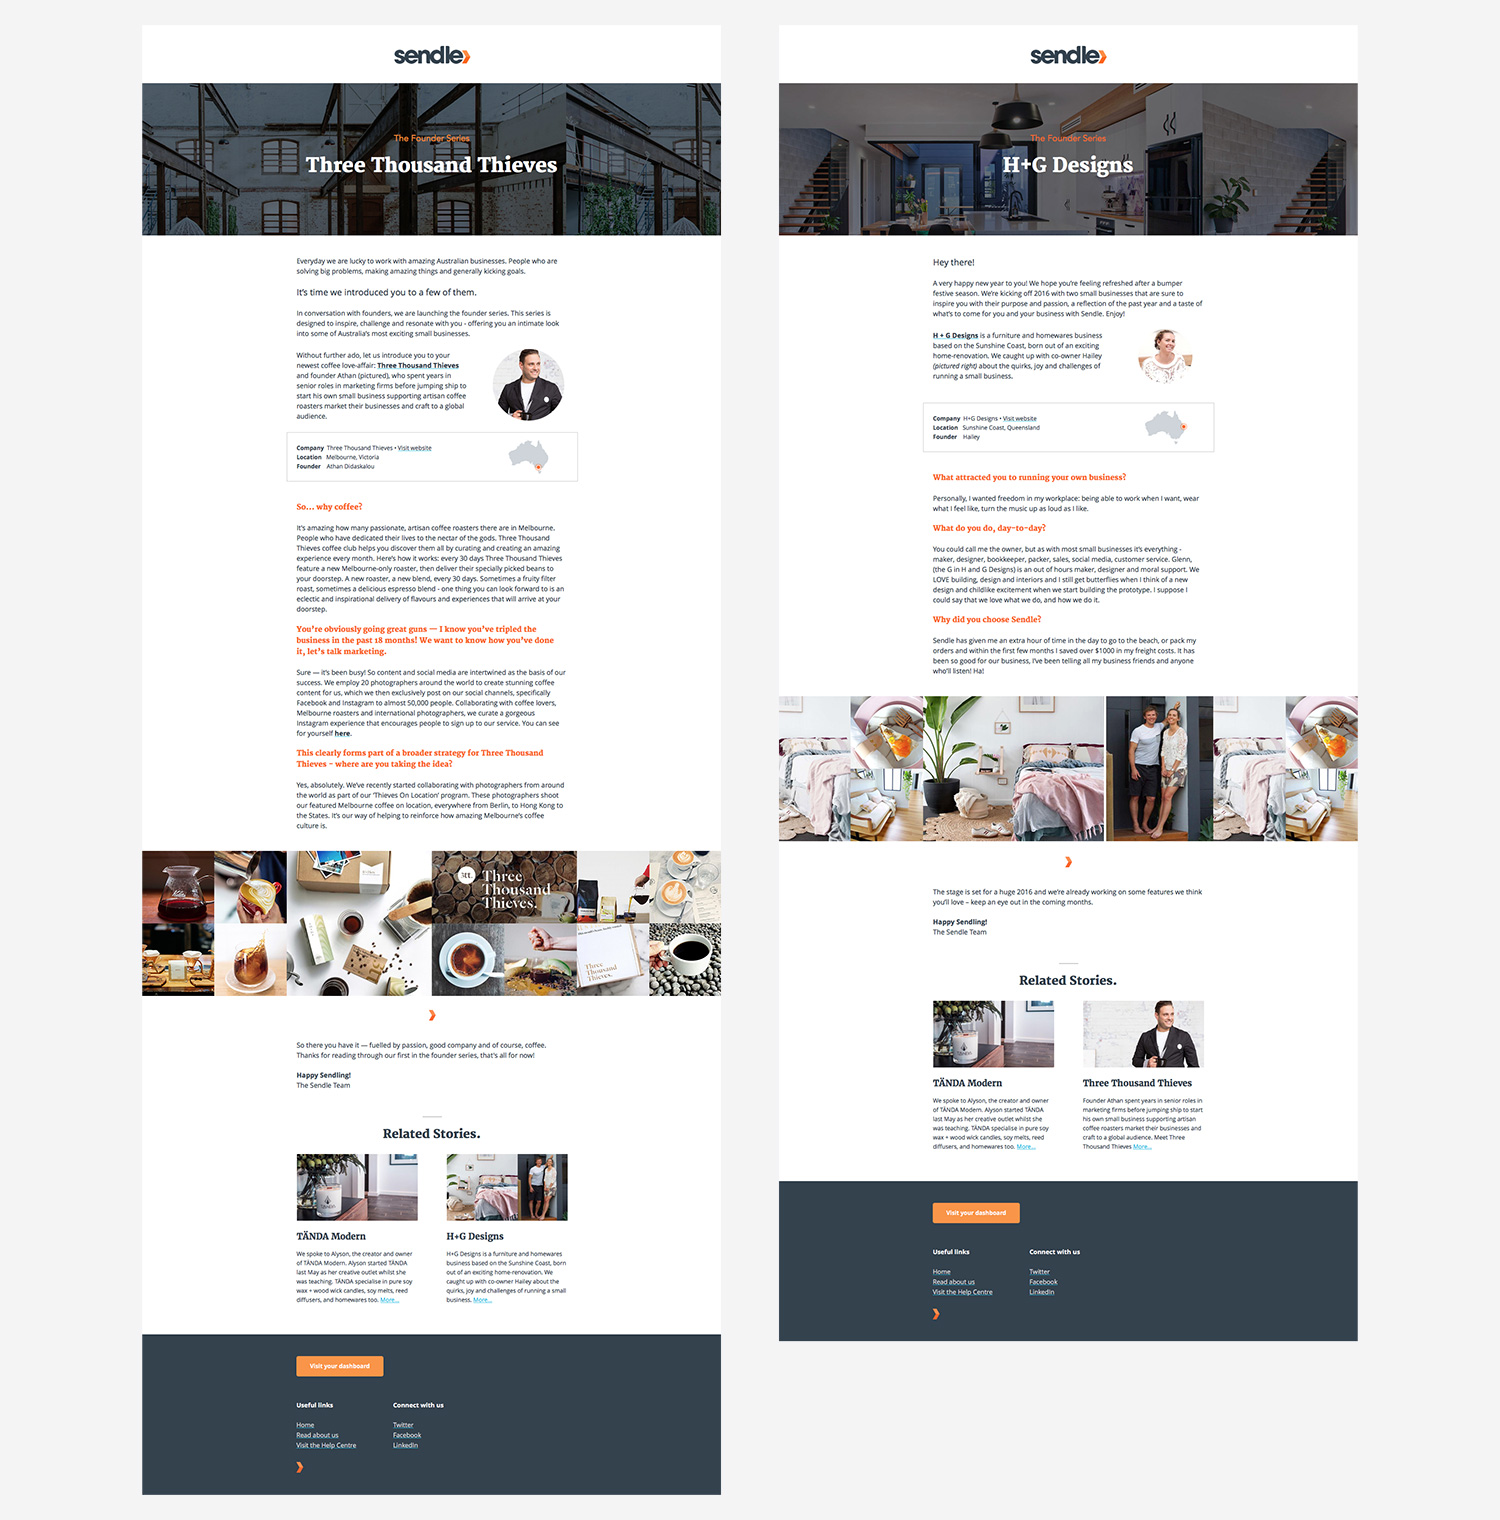 sendle
The Founder Series
Three Thousand Thieves
Everyday we are lucky to work with amazing Australian businesses. People who are
solving big problems, making amazing things and generally kicking goals.
It's time we introduced you to a few of them.
In conversation with founders, we are launching the founder series. This series is
designed to inspire, challenge and resonate with you - offering you an intimate look
into some of Australia's most exciting small businesses.
Without further ado, let us introduce you to your
newest coffee love-affair: Three Thousand Thieves
and founder Athan (pictured), who spent years in
senior roles in marketing firms before jumping ship to
start his own small business supporting artisan coffee
roasters market their businesses and craft to a global
audience.
Company Three Thousand Thieves • Visit website
Location Melbourne, Victoria
Founder Athan Didaskalou
So... why coffee?
It's amazing how many passionate, artisan coffee roasters there are in Melbourne.
People who have dedicated their lives to the nectar of the gods. Three Thousand
Thieves coffee club helps you discover them all by curating and creating an amazing
experience every month. Here's how it works: every 30 days Three Thousand Thieves
feature a new Melbourne-only roaster, then deliver their specially picked beans to
your doorstep. A new roaster, a new blend, every 30 days. Sometimes a fruity filter
roast, sometimes a delicious espresso blend - one thing you can look forward to is an
eclectic and inspirational delivery of flavours and experiences that will arrive at your
doorstep.
You're obviously going great guns — I know you've tripled the
business in the past 18 months! We want to know how you've done
it, let's talk marketing.
Sure — it's been busy! So content and social media are intertwined as the basis of our
success. We employ 20 photographers around the world to create stunning coffee
content for us, which we then exclusively post on our social channels, specifically
Facebook and Instagram to almost 50,000 people. Collaborating with coffee lovers,
Melbourne roasters and international photographers, we curate a gorgeous
Instagram experience that encourages people to sign up to our service. You can see
for yourself here.
This clearly forms part of a broader strategy for Three Thousand
Thieves – where are you taking the idea?
Yes, absolutely. We've recently started collaborating with photographers from around
the world as part of our 'Thieves On Location' program. These photographers shoot
our featured Melbourne coffee on location, everywhere from Berlin, to Hong Kong to
the States. It's our way of helping to reinforce how amazing Melbourne's coffee
culture is.
3tt.
Three
Thousand
Thieves.
Three
Thousand
Thieves.
So there you have it — fuelled by passion, good company and of course, coffee.
Thanks for reading through our first in the founder series, that's all for now!
Happy Sendling!
The Sendle Team
Related Stories.
TÄNDA Modern
We spoke to Alyson, the creator and owner
of TÄNDA Modern. Alyson started TÄNDA
last May as her creative outlet whilst she
was teaching. TÄNDA specialise in pure soy
wax + wood wick candles, soy melts, reed
diffusers, and homewares too. More...
H+G Designs
H+G Designs is a furniture and homewares
business based on the Sunshine Coast, born
out of an exciting home-renovation. We
caught up with co-owner Hailey about the
quirks, joy and challenges of running a small
business. More...
Visit your dashboard
Useful links
Home
Read about us
Visit the Help Centre
Connect with us
Twitter
Facebook
LinkedIn
sendle
The Founder Series
H+G Designs
Hey there!
A very happy new year to you! We hope you're feeling refreshed after a bumper
festive season. We're kicking off 2016 with two small businesses that are sure to
inspire you with their purpose and passion, a reflection of the past year and a taste of
what's to come for you and your business with Sendle. Enjoy!
H + G Designs is a furniture and homewares business
based on the Sunshine Coast, born out of an exciting
home-renovation. We caught up with co-owner Hailey
(pictured right) about the quirks, joy and challenges of
running a small business.
Company H+G Designs • Visit website
Location Sunshine Coast, Queensland
Founder Hailey
What attracted you to running your own business?
Personally, I wanted freedom in my workplace: being able to work when I want, wear
what I feel like, turn the music up as loud as I like.
What do you do, day-to-day?
You could call me the owner, but as with most small businesses it's everything -
maker, designer, bookkeeper, packer, sales, social media, customer service. Glenn,
(the G in H and G Designs) is an out of hours maker, designer and moral support. We
LOVE building, design and interiors and I still get butterflies when I think of a new
design and childlike excitement when we start building the prototype. I suppose I
could say that we love what we do, and how we do it.
Why did you choose Sendle?
Sendle has given me an extra hour of time in the day to go to the beach, or pack my
orders and within the first few months I saved over $1000 in my freight costs. It has
been so good for our business, I've been telling all my business friends and anyone
who'll listen! Ha!
The stage is set for a huge 2016 and we're already working on some features we think
you'll love – keep an eye out in the coming months.
Happy Sendling!
The Sendle Team
Related Stories.
TÄNDA Modern
We spoke to Alyson, the creator and owner
of TÄNDA Modern. Alyson started TÄNDA
last May as her creative outlet whilst she
was teaching. TÄNDA specialise in pure soy
wax + wood wick candles, soy melts, reed
diffusers, and homewares too. More...
Three Thousand Thieves
Founder Athan spent years in senior roles in
marketing firms before jumping ship to start
his own small business supporting artisan
coffee roasters market their businesses and
craft to a global audience. Meet Three
Thousand Thieves More...
Visit your dashboard
Useful links
Home
Read about us
Visit the Help Centre
Connect with us
Twitter
Facebook
LinkedIn